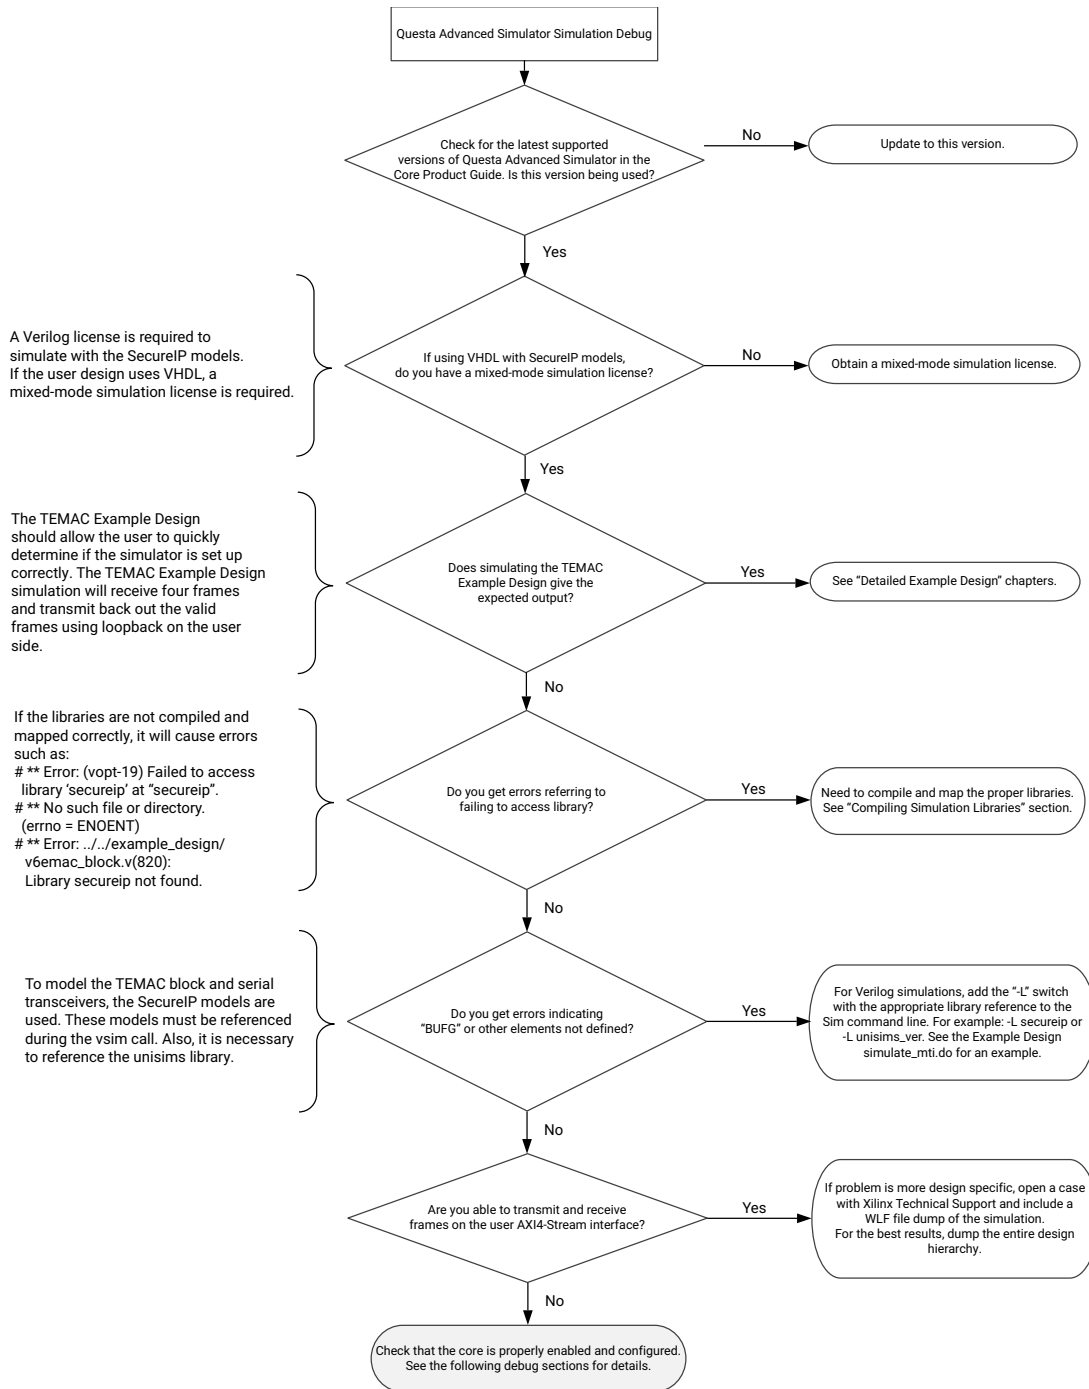 Questa Advanced Simulator Simulation Debug
Check for the latest supported
versions of Questa Advanced Simulator in the
Core Product Guide. Is this version being used?
No
Update to this version.
Yes
A Verilog license is required to
simulate with the SecureIP models.
If the user design uses VHDL, a
mixed-mode simulation license is required.
If using VHDL with SecureIP models,
do you have a mixed-mode simulation license?
No
Obtain a mixed-mode simulation license.
Yes
The TEMAC Example Design
should allow the user to quickly
determine if the simulator is set up
correctly. The TEMAC Example Design
simulation will receive four frames
and transmit back out the valid
frames using loopback on the user
side.
Does simulating the TEMAC
Example Design give the
expected output?
Yes
See “Detailed Example Design” chapters.
No
If the libraries are not compiled and
mapped correctly, it will cause errors
such as:
# ** Error: (vopt-19) Failed to access
library ‘secureip’ at “secureip”.
# ** No such file or directory.
(errno = ENOENT)
# ** Error: ../../example_design/
v6emac_block.v(820):
Library secureip not found.
Do you get errors referring to
failing to access library?
Yes
Need to compile and map the proper libraries.
See “Compiling Simulation Libraries” section.
No
To model the TEMAC block and serial
transceivers, the SecureIP models are
used. These models must be referenced
during the vsim call. Also, it is necessary
to reference the unisims library.
Do you get errors indicating
“BUFG” or other elements not defined?
Yes
For Verilog simulations, add the “-L” switch
with the appropriate library reference to the
Sim command line. For example: -L secureip or
-L unisims_ver. See the Example Design
simulate_mti.do for an example.
No
Are you able to transmit and receive
frames on the user AXI4-Stream interface?
Yes
If problem is more design specific, open a case
with Xilinx Technical Support and include a
WLF file dump of the simulation.
For the best results, dump the entire design
hierarchy.
No
Check that the core is properly enabled and configured.
See the following debug sections for details.